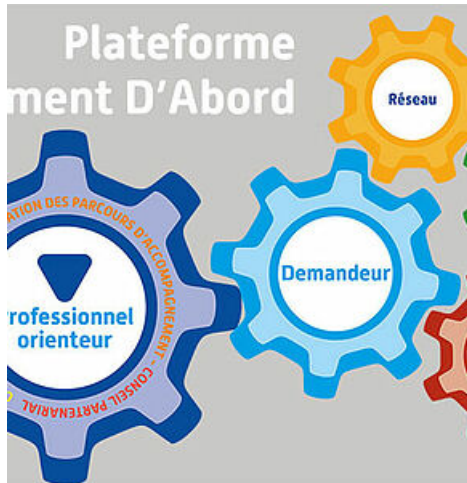 Plateforme
ment D'Abord
Réseau
Demandeur
ATION DES PARCOURS D'ACCOMPAGNEMENT - CONSEIL PARTENARIAL
rofessionnel
orienteur